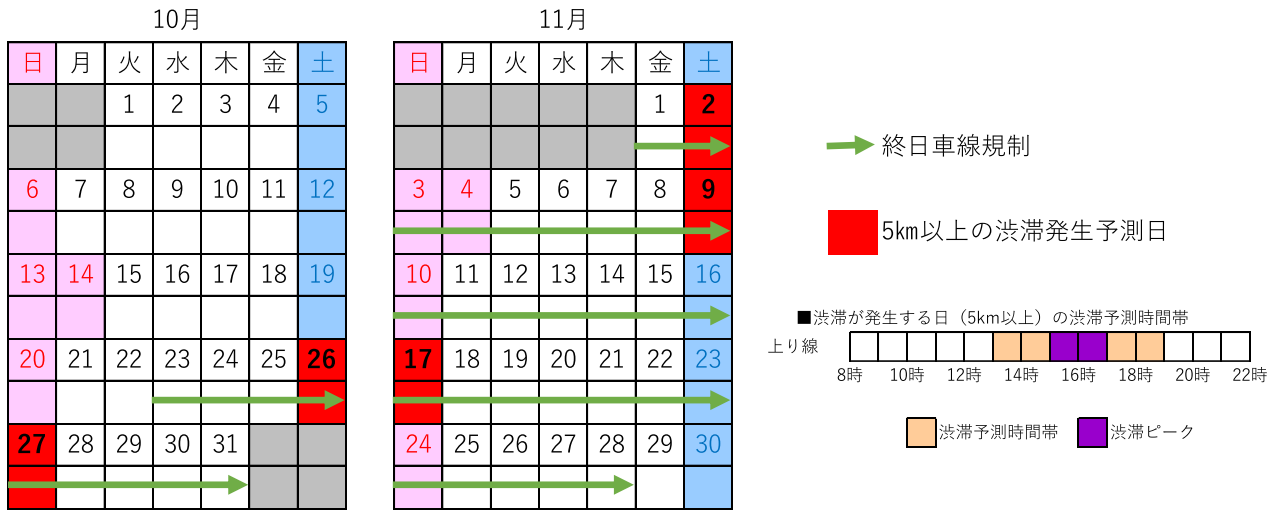 10月
日 月 火 水 木 金 土
1 2 3 4 5
6 7 8 9 10 11 12
13 14 15 16 17 18 19
20 21 22 23 24 25 26
27 28 29 30 31
11月
日 月 火 水 木 金 土
1 2
3 4 5 6 7 8 9
10 11 12 13 14 15 16
17 18 19 20 21 22 23
24 25 26 27 28 29 30
終日車線規制
5㎞以上の渋滞発生予測日
■渋滞が発生する日（5km以上）の渋滞予測時間帯
上り線
8時 10時 12時 14時 16時 18時 20時 22時
渋滞予測時間帯 渋滞ピーク